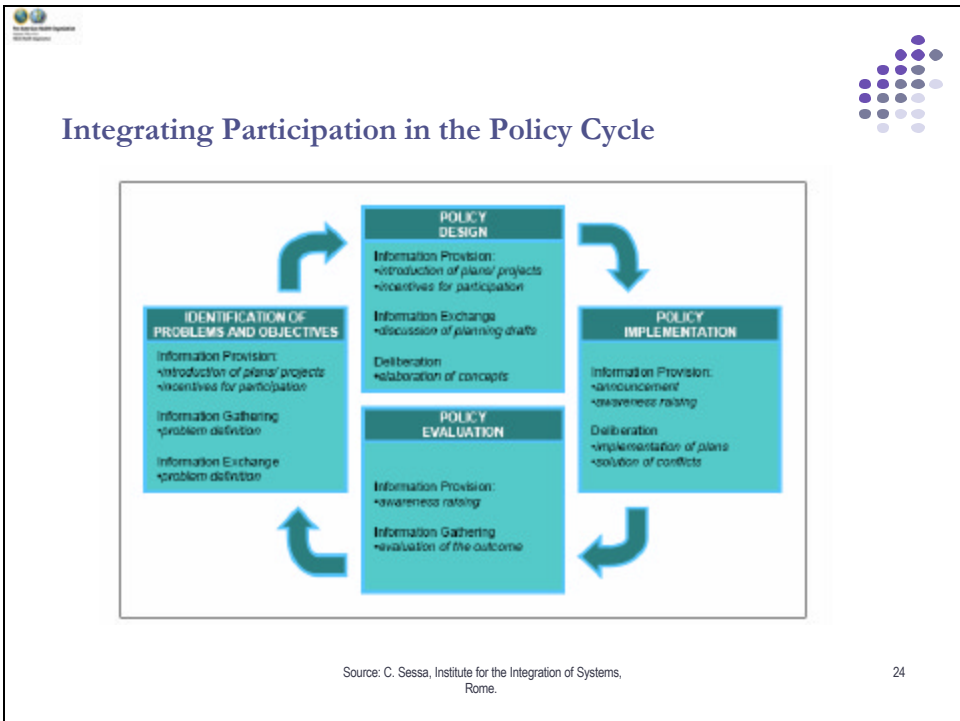 Integrating Participation in the Policy Cycle
IDENTIFICATION OF
PROBLEMS AND OBJECTIVES
Information Provision:
•introduction of plans/ projects
•incentives for participation
Information Gathering
•problem definition
Information Exchange
•problem definition
POLICY
DESIGN
Information Provision:
•introduction of plans/ projects
•incentives for participation
Information Exchange
•discussion of planning drafts
Deliberation
•elaboration of concepts
POLICY
IMPLEMENTATION
Information Provision:
•announcement
•awareness raising
Deliberation
•implementation of plans
•solution of conflicts
POLICY
EVALUATION
Information Provision:
•awareness raising
Information Gathering
•evaluation of the outcome
Source: C. Sessa, Institute for the Integration of Systems,
Rome.
24